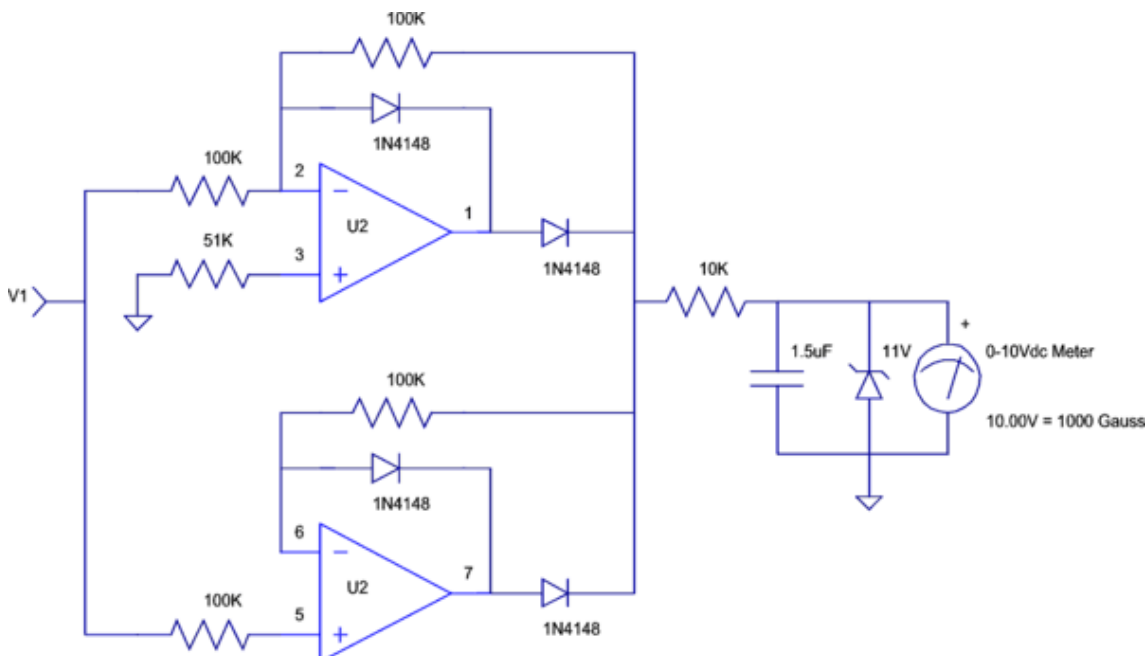 100K
1N4148
100K
2
U2
1
51K
3
1N4148
V1
10K
1.5uF
11V
+
0-10Vdc Meter
10.00V = 1000 Gauss
100K
1N4148
6
U2
7
100K
5
1N4148